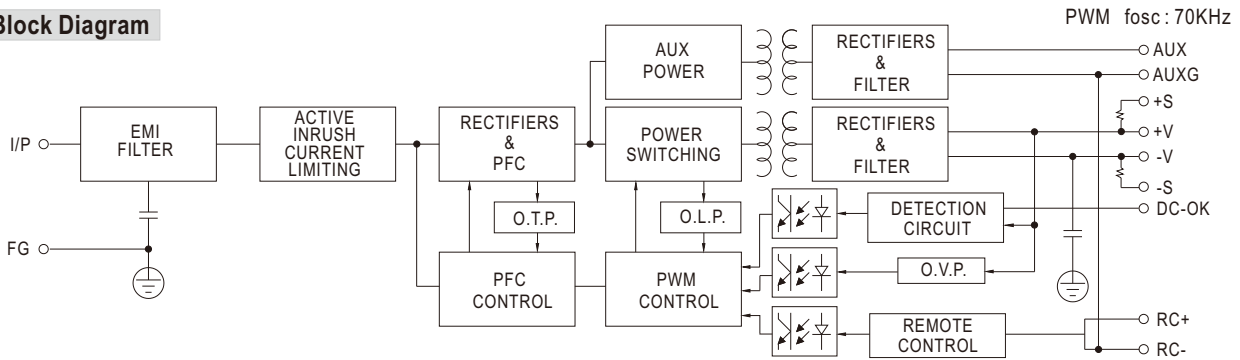 Block Diagram
PWM fosc : 70KHz
I/P
EMI
FILTER
FG
ACTIVE
INRUSH
CURRENT
LIMITING
RECTIFIERS
&
PFC
O.T.P.
PFC
CONTROL
AUX
POWER
POWER
SWITCHING
O.L.P.
PWM
CONTROL
RECTIFIERS
&
FILTER
RECTIFIERS
&
FILTER
DETECTION
CIRCUIT
O.V.P.
REMOTE
CONTROL
AUX
AUXG
+S
+V
-V
-S
DC-OK
RC+
RC-